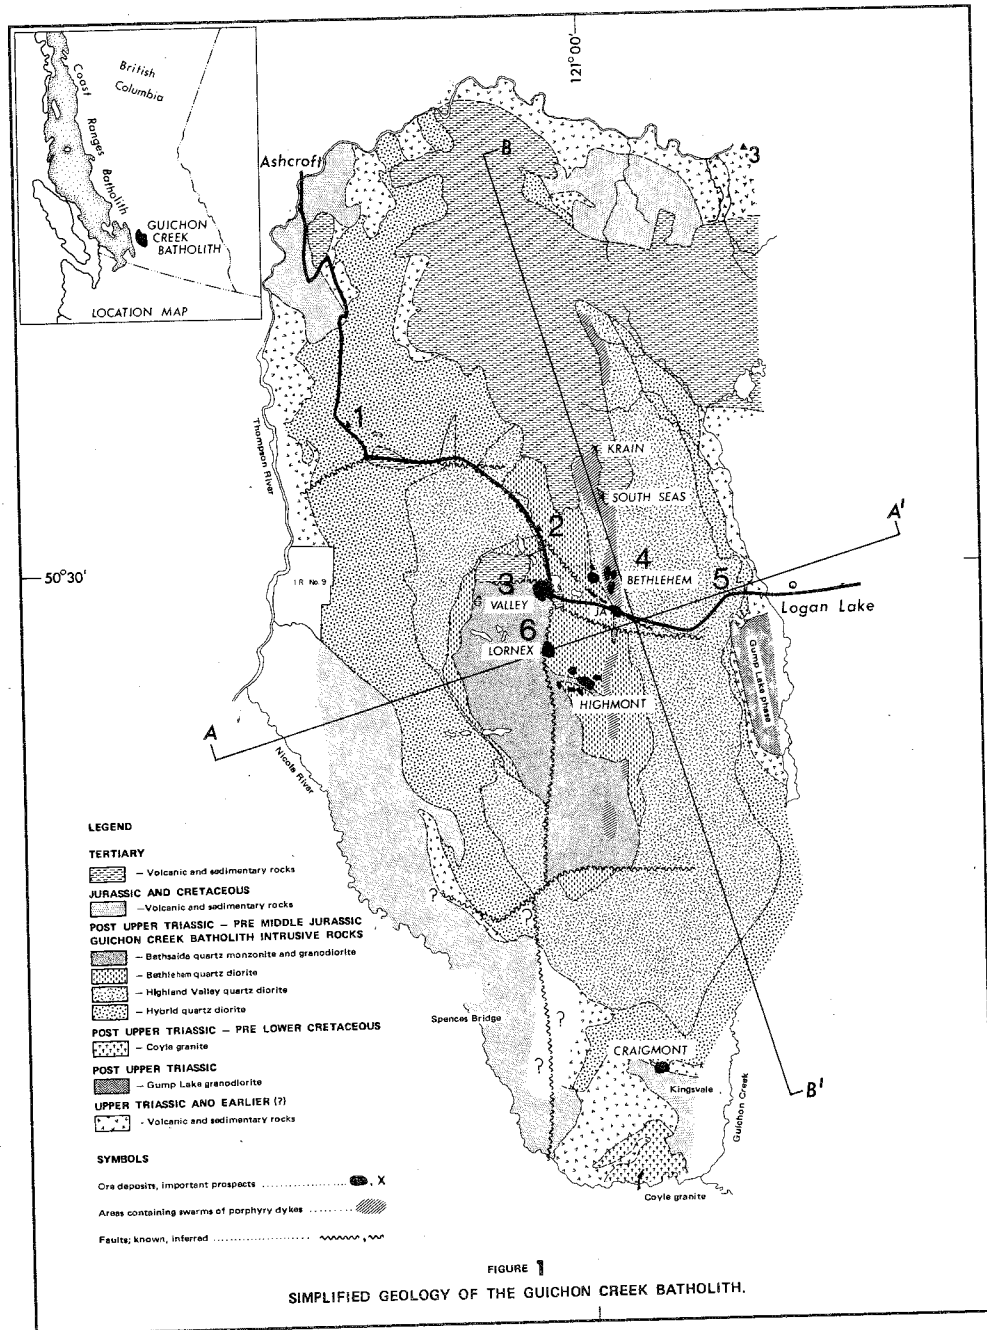 British
Columbia
Coast Ranges Batholith
GUICHON
CREEK
BATHOLITH
LOCATION MAP
121°00'
B
3
Ashcroft
1
Thompson River
KRAIN
SOUTH SEAS
A'
2
4
50°30'
I R No. 9
3
BETHLEHEM
5
VALLEY
JA
Logan Lake
6
LORNEX
Gump Lake phase
HIGHMONT
A
Nicola River
LEGEND
TERTIARY
– Volcanic and sedimentary rocks
JURASSIC AND CRETACEOUS
–Volcanic and sedimentary rocks
POST UPPER TRIASSIC – PRE MIDDLE JURASSIC
GUICHON CREEK BATHOLITH INTRUSIVE ROCKS
– Bethsaida quartz monzonite and granodiorite
– Bethlehem quartz diorite
– Highland Valley quartz diorite
– Hybrid quartz diorite
POST UPPER TRIASSIC – PRE LOWER CRETACEOUS
– Coyle granite
POST UPPER TRIASSIC
– Gump Lake granodiorite
UPPER TRIASSIC AND EARLIER (?)
- Volcanic and sedimentary rocks
?
?
?
?
Spences Bridge
CRAIGMONT
Kingsvale
B'
Guichon Creek
Coyle granite
SYMBOLS
Ore deposits, important prospects .................... , X
Areas containing swarms of porphyry dykes ........
Faults; known, inferred ...................... ,
FIGURE 1
SIMPLIFIED GEOLOGY OF THE GUICHON CREEK BATHOLITH.